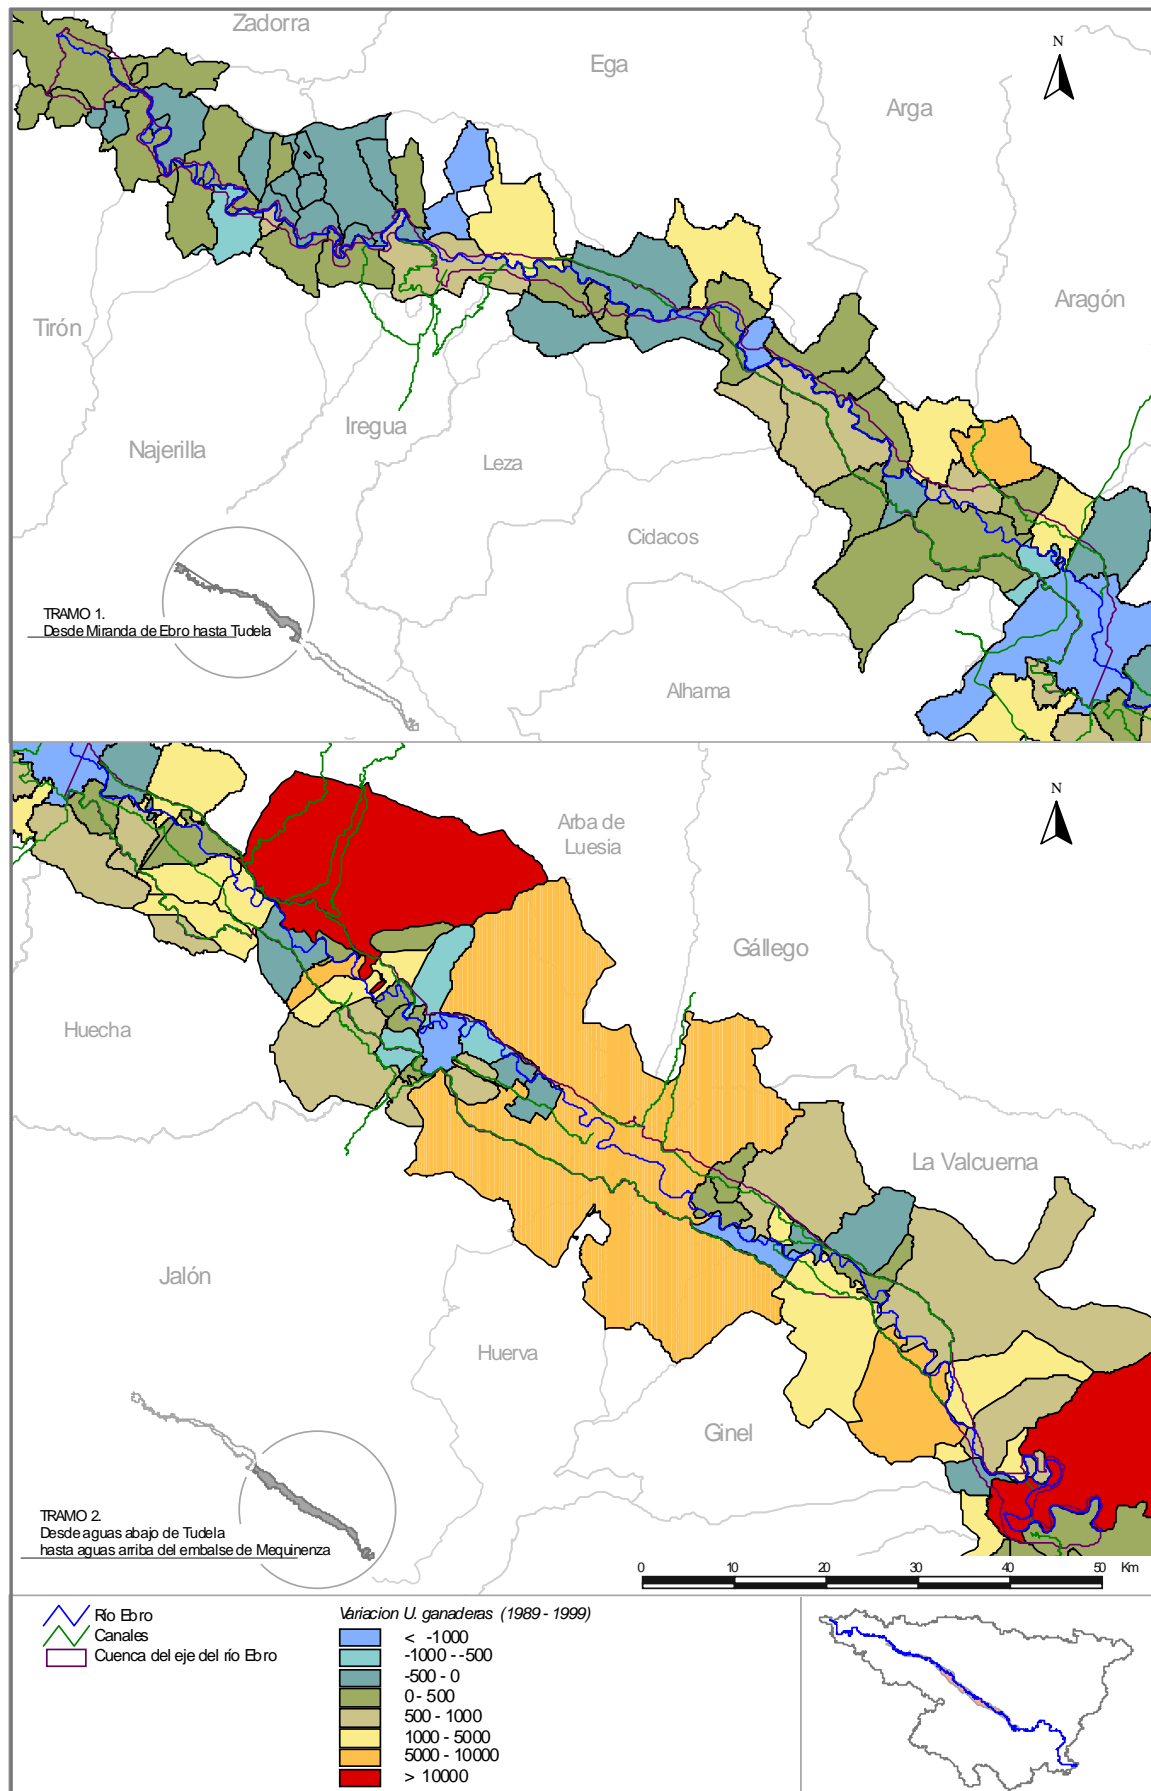 Zadorra
Ega
N
Arga
Aragón
Tirón
Najerilla
Iregua
Leza
Cidacos
Alhama
TRAMO 1.
Desde Miranda de Ebro hasta Tudela
N
Arba de
Luesia
Gállego
Huecha
La Valcuerna
Jalón
Huerva
Ginel
TRAMO 2.
Desde aguas abajo de Tudela
hasta aguas arriba del embalse de Mequinenza
0 10 20 30 40 50 Km
Río Ebro
Canales
Cuenca del eje del río Ebro
Variacion U. ganaderas (1989 - 1999)
< -1000
-1000 - -500
-500 - 0
0 - 500
500 - 1000
1000 - 5000
5000 - 10000
> 10000